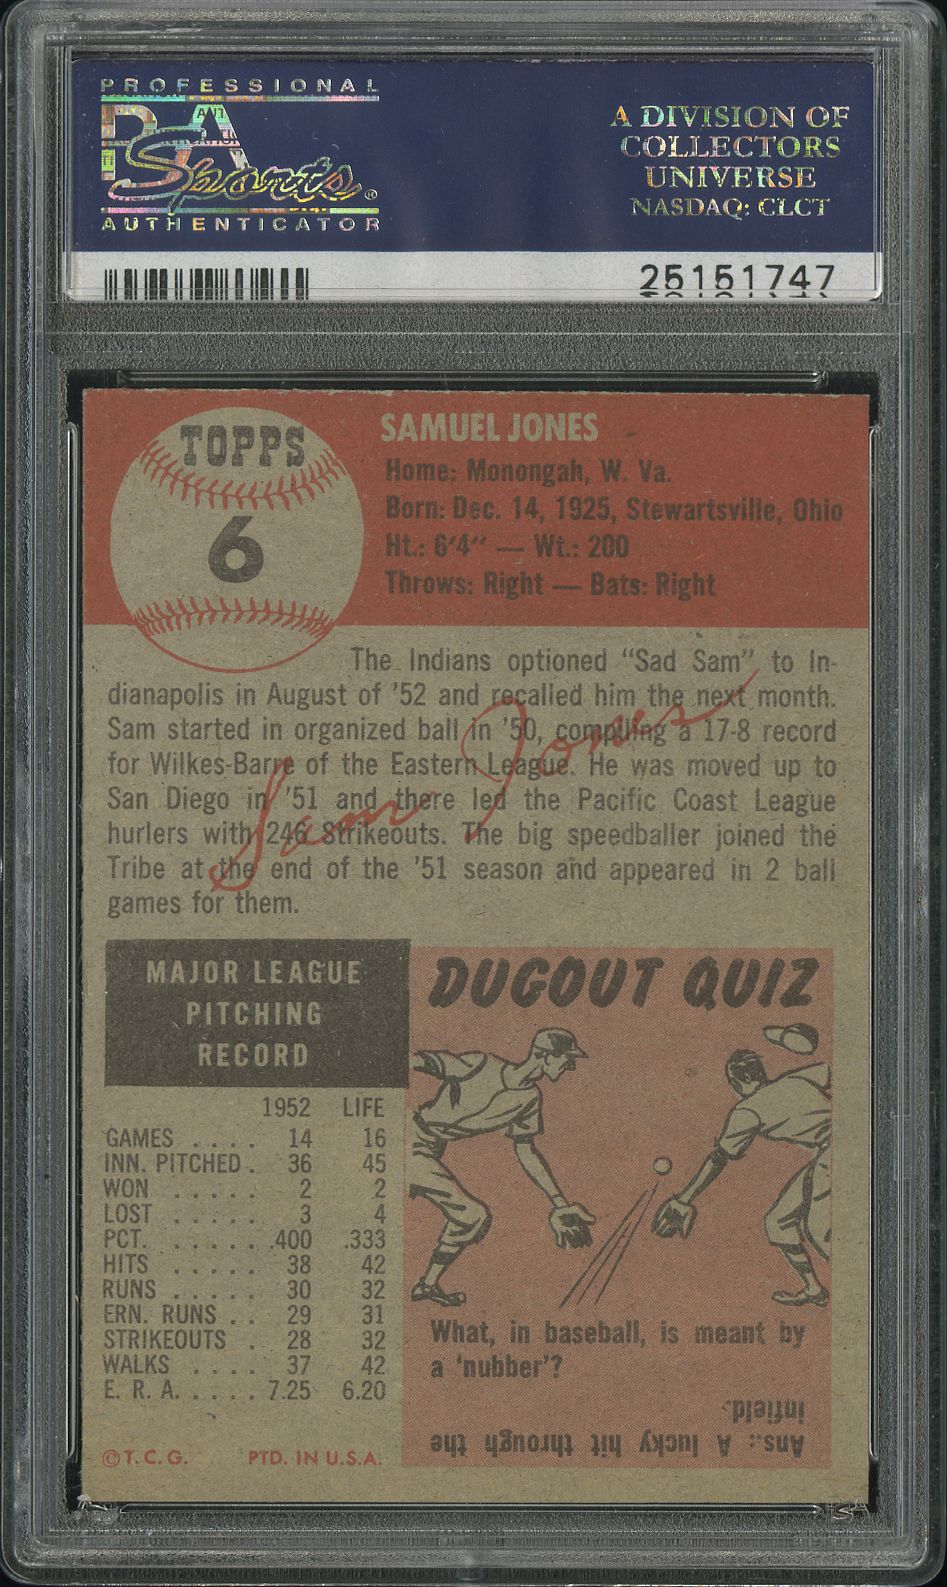 PROFESSIONAL
PSA
Sports®
AUTHENTICATOR
A DIVISION OF
COLLECTORS
UNIVERSE
NASDAQ: CLCT
25151747
TOPPS
6
SAMUEL JONES
Home: Monongah, W. Va.
Born: Dec. 14, 1925, Stewartsville, Ohio
Ht.: 6'4" — Wt.: 200
Throws: Right — Bats: Right
The Indians optioned "Sad Sam" to In-
dianapolis in August of '52 and recalled him the next month.
Sam started in organized ball in '50, compiling a 17-8 record
for Wilkes-Barre of the Eastern League. He was moved up to
San Diego in '51 and there led the Pacific Coast League
hurlers with 246 Strikeouts. The big speedballer joined the
Tribe at the end of the '51 season and appeared in 2 ball
games for them.
Sam Jones
MAJOR LEAGUE
PITCHING
RECORD
1952 LIFE
GAMES .... 14 16
INN. PITCHED . 36 45
WON ..... 2 2
LOST ..... 3 4
PCT. ...... .400 .333
HITS ..... 38 42
RUNS ..... 30 32
ERN. RUNS .. 29 31
STRIKEOUTS . 28 32
WALKS .... 37 42
E. R. A. ..... 7.25 6.20
©T.C.G. PTD. IN U.S.A.
DUGOUT QUIZ
What, in baseball, is meant by
a 'nubber'?
Ans.: A lucky hit through the
infield.